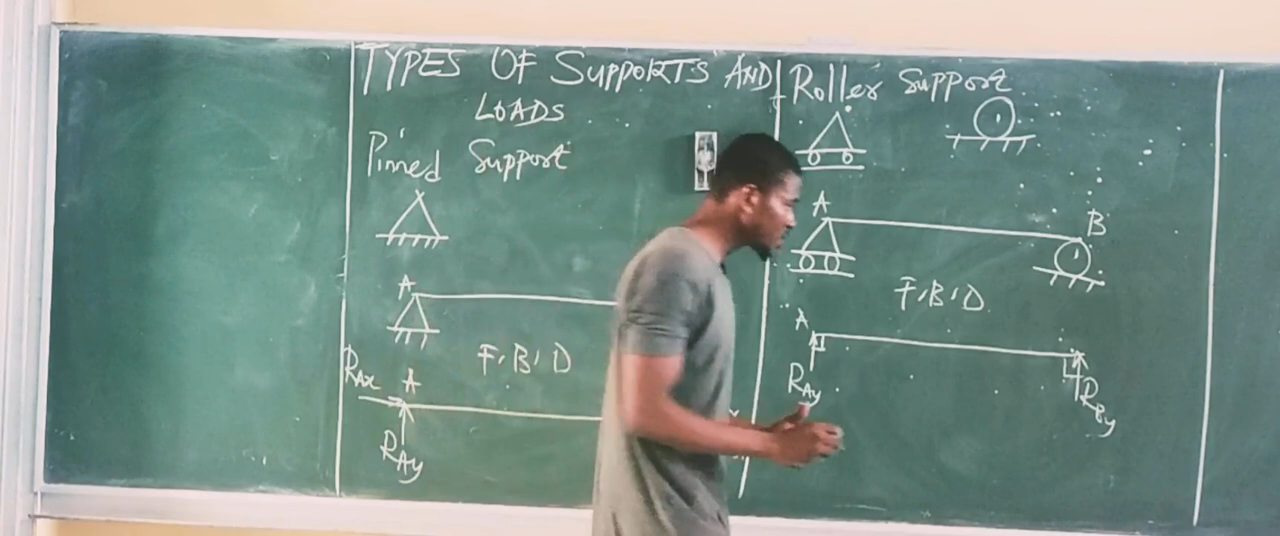 TYPES OF SUPPORTS AND
LOADS
Pinned Support
A
F.B.D
RAx A
RAy
Roller Support
A
B
F.B.D
A
RAy
RBy